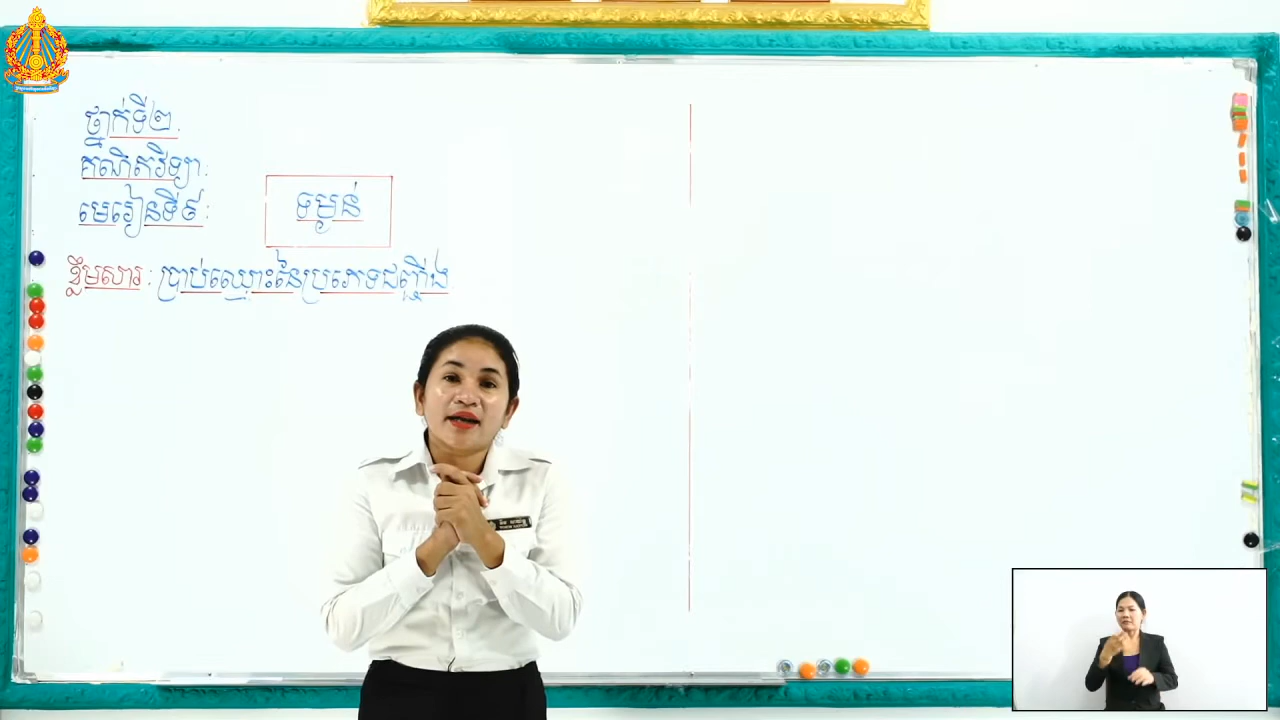 ថ្នាក់ទី២.
គណិតវិទ្យា:
មេរៀនទី៩:
ទម្ងន់
ខ្លឹមសារ: ប្រាប់ឈ្មោះនៃប្រភេទជញ្ជីង